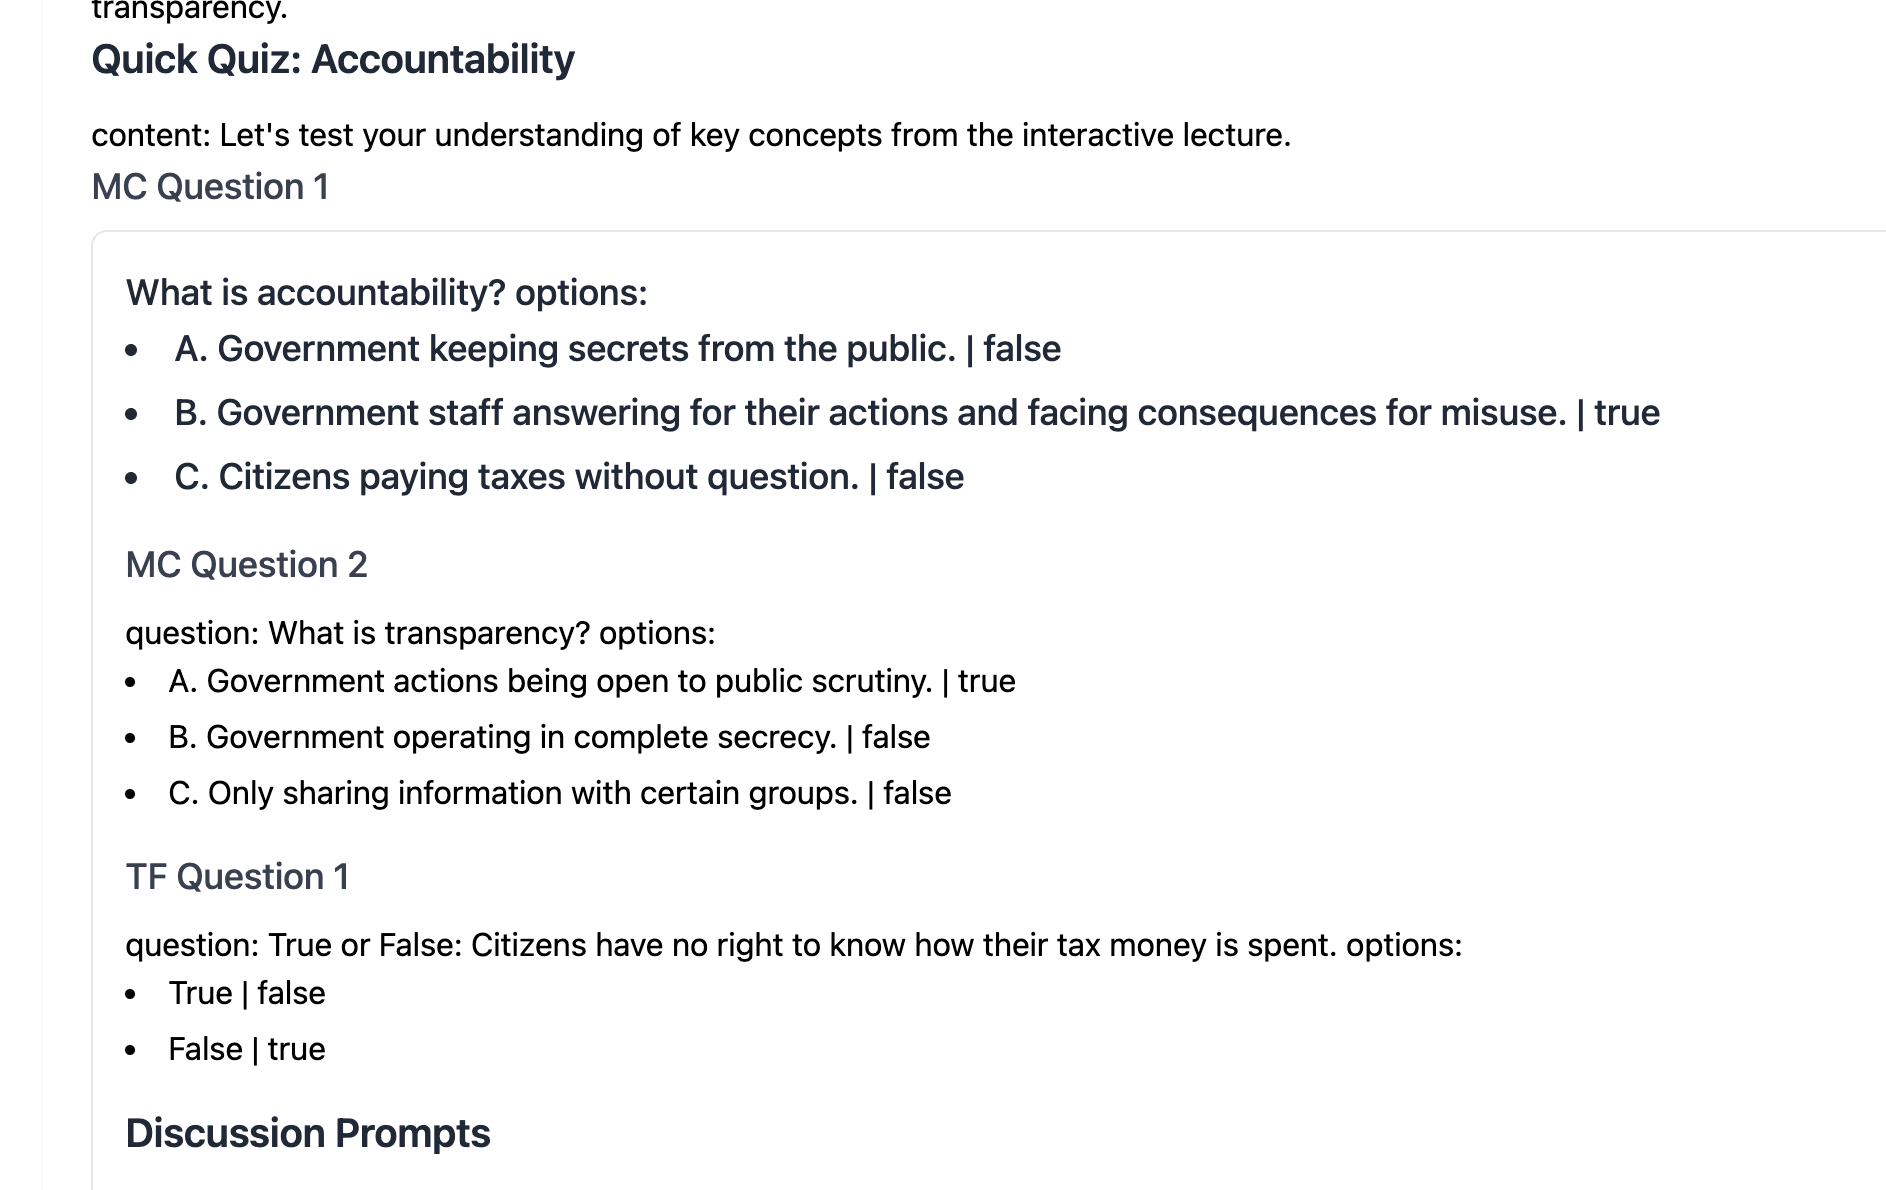 transparency.
Quick Quiz: Accountability
content: Let's test your understanding of key concepts from the interactive lecture.
MC Question 1
What is accountability? options:
• A. Government keeping secrets from the public. | false
• B. Government staff answering for their actions and facing consequences for misuse. | true
• C. Citizens paying taxes without question. | false
MC Question 2
question: What is transparency? options:
• A. Government actions being open to public scrutiny. | true
• B. Government operating in complete secrecy. | false
• C. Only sharing information with certain groups. | false
TF Question 1
question: True or False: Citizens have no right to know how their tax money is spent. options:
• True | false
• False | true
Discussion Prompts